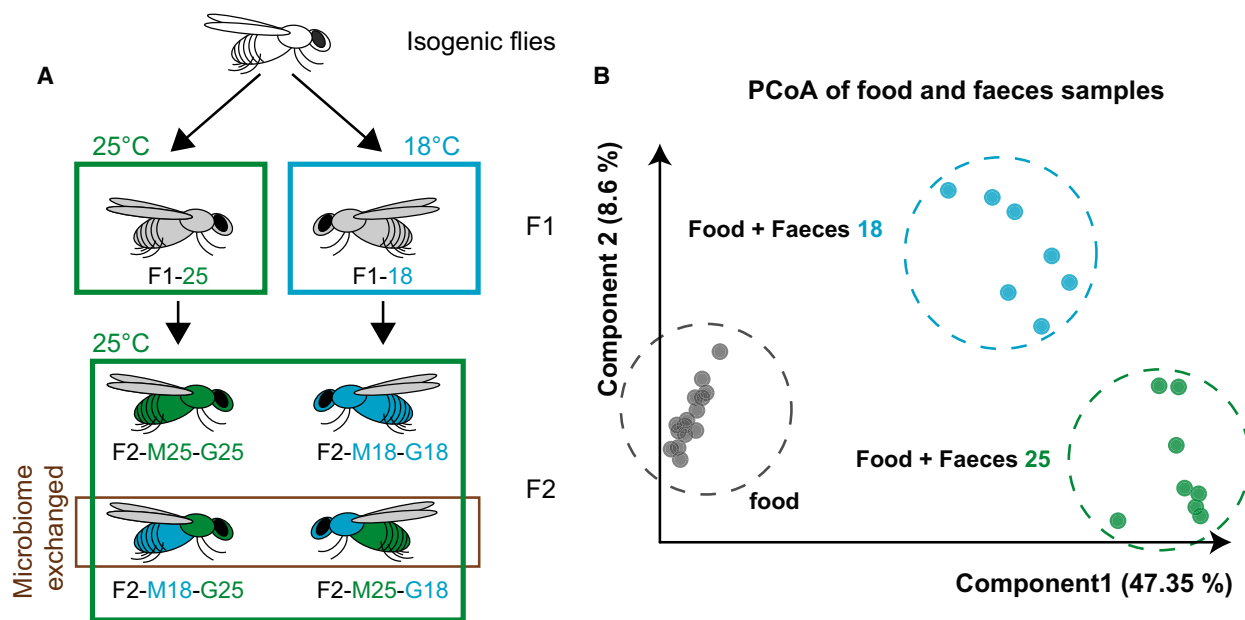 Isogenic flies
A
25°C
18°C
F1-25
F1-18
F1
25°C
F2-M25-G25
F2-M18-G18
F2
Microbiome
exchanged
F2-M18-G25
F2-M25-G18
B
PCoA of food and faeces samples
Component 2 (8.6 %)
Food + Faeces 18
Food + Faeces 25
food
Component1 (47.35 %)